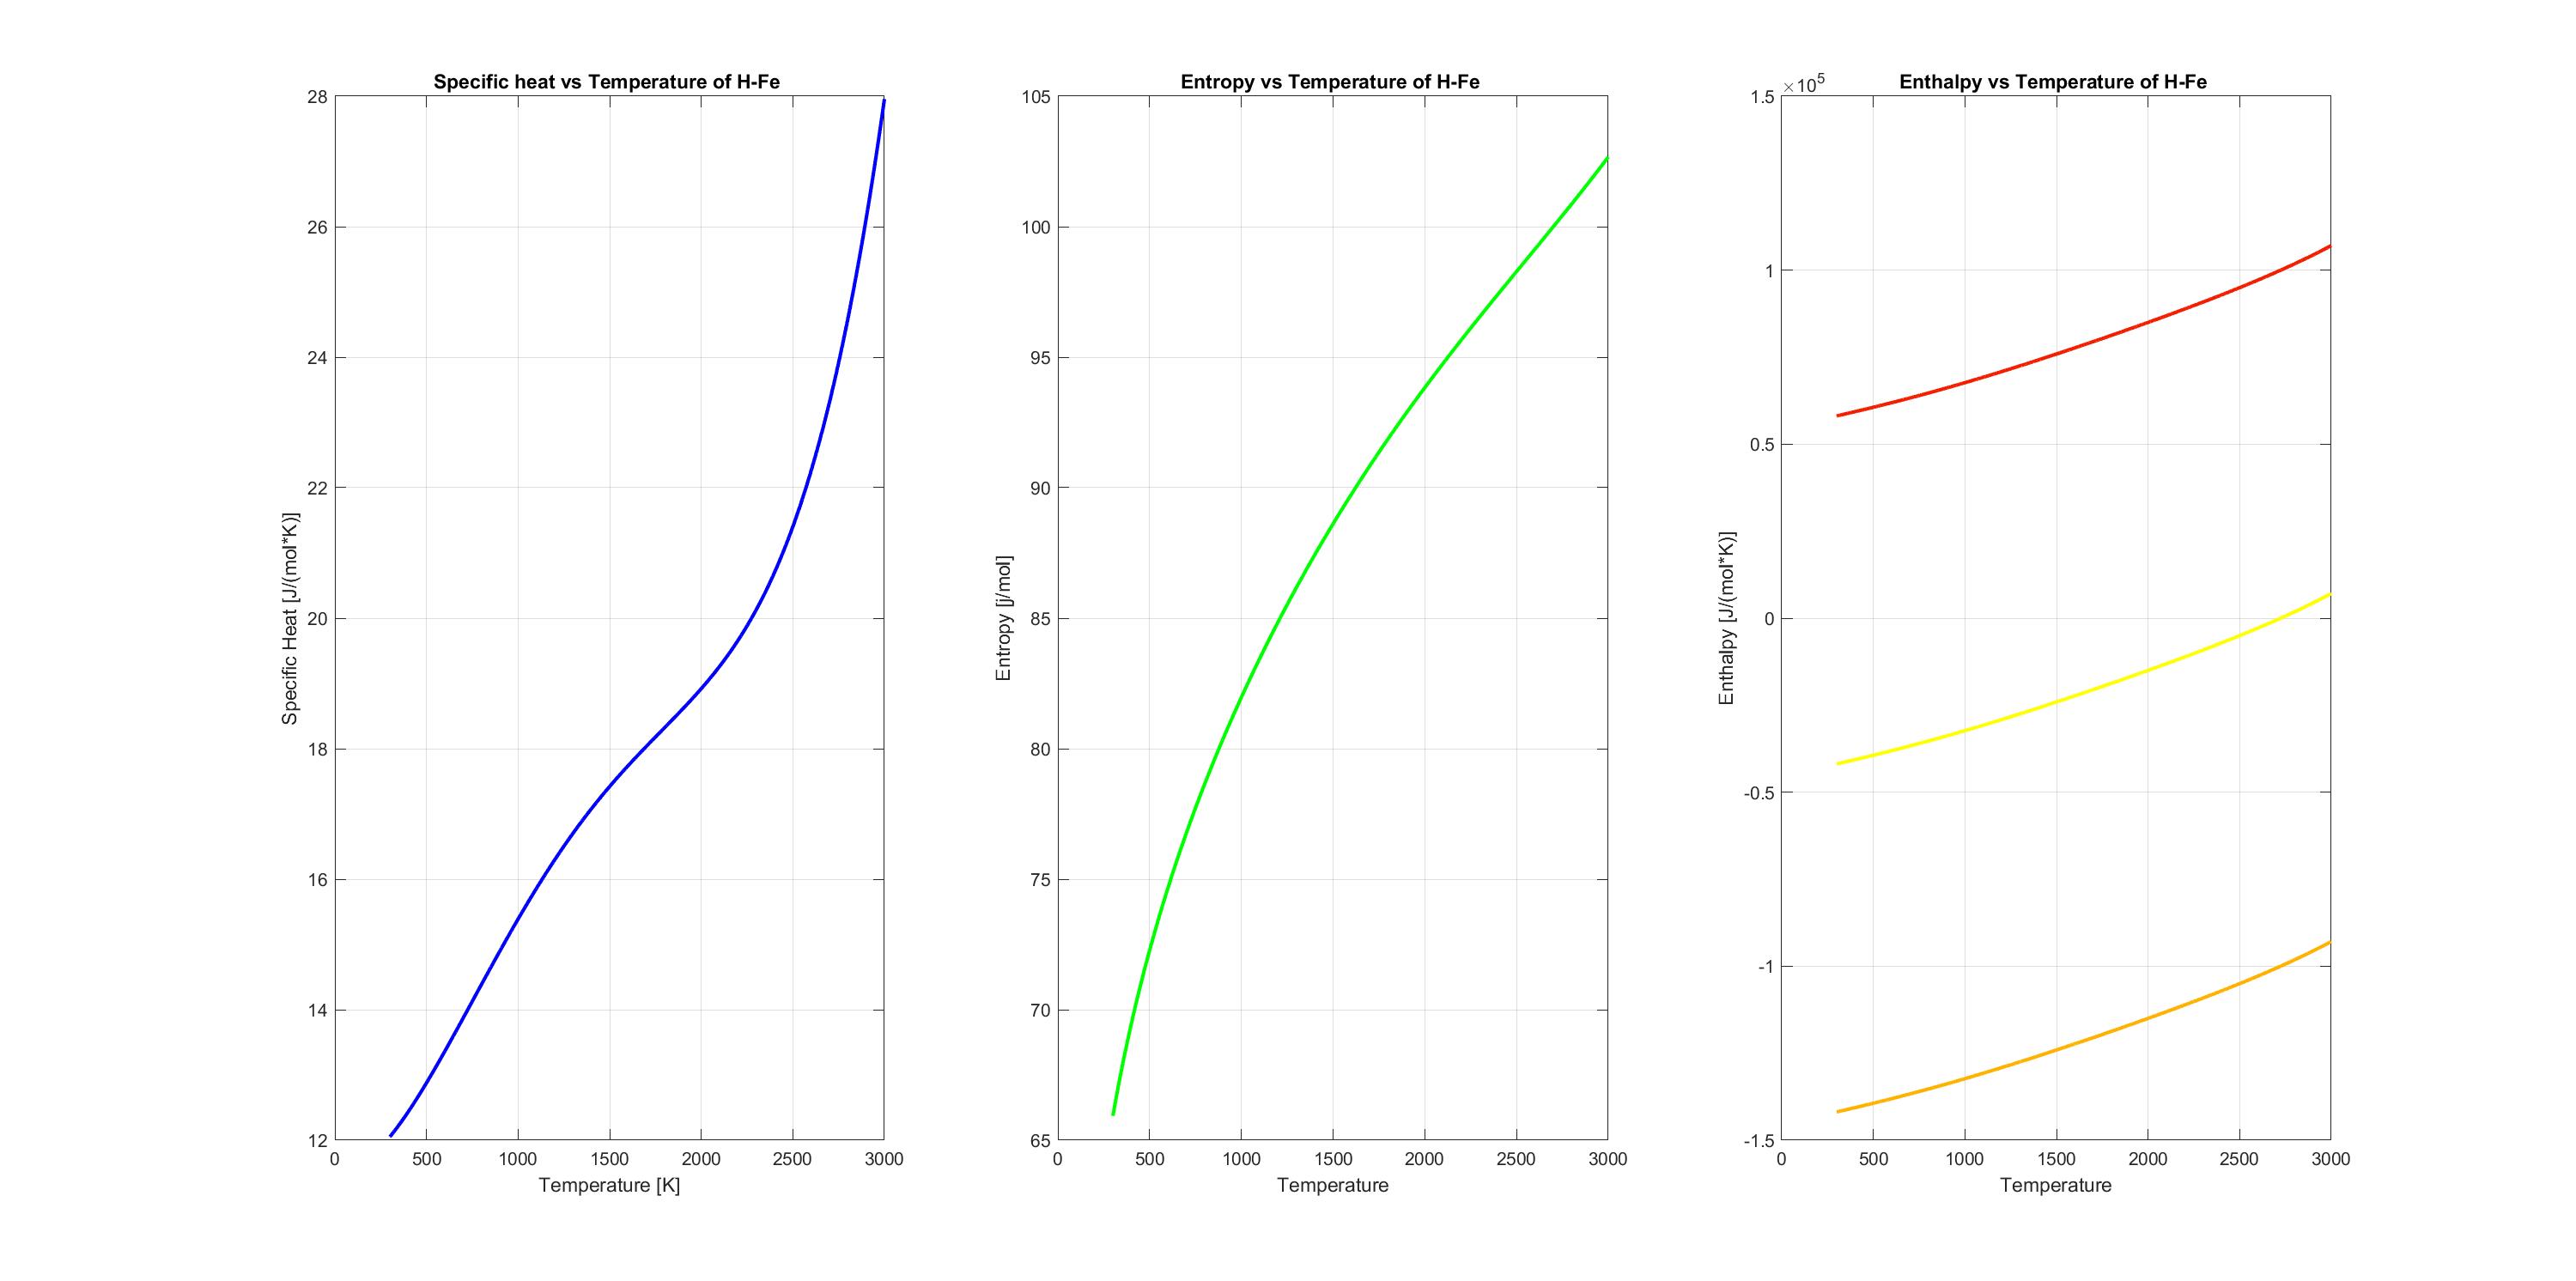 Specific heat vs Temperature of H-Fe
28
26
24
22
20
18
16
14
12
Specific Heat [J/(mol*K)]
0 500 1000 1500 2000 2500 3000
Temperature [K]
Entropy vs Temperature of H-Fe
105
100
95
90
85
80
75
70
65
Entropy [j/mol]
0 500 1000 1500 2000 2500 3000
Temperature
Enthalpy vs Temperature of H-Fe
×10⁵
1.5
1
0.5
0
-0.5
-1
-1.5
Enthalpy [J/(mol*K)]
0 500 1000 1500 2000 2500 3000
Temperature